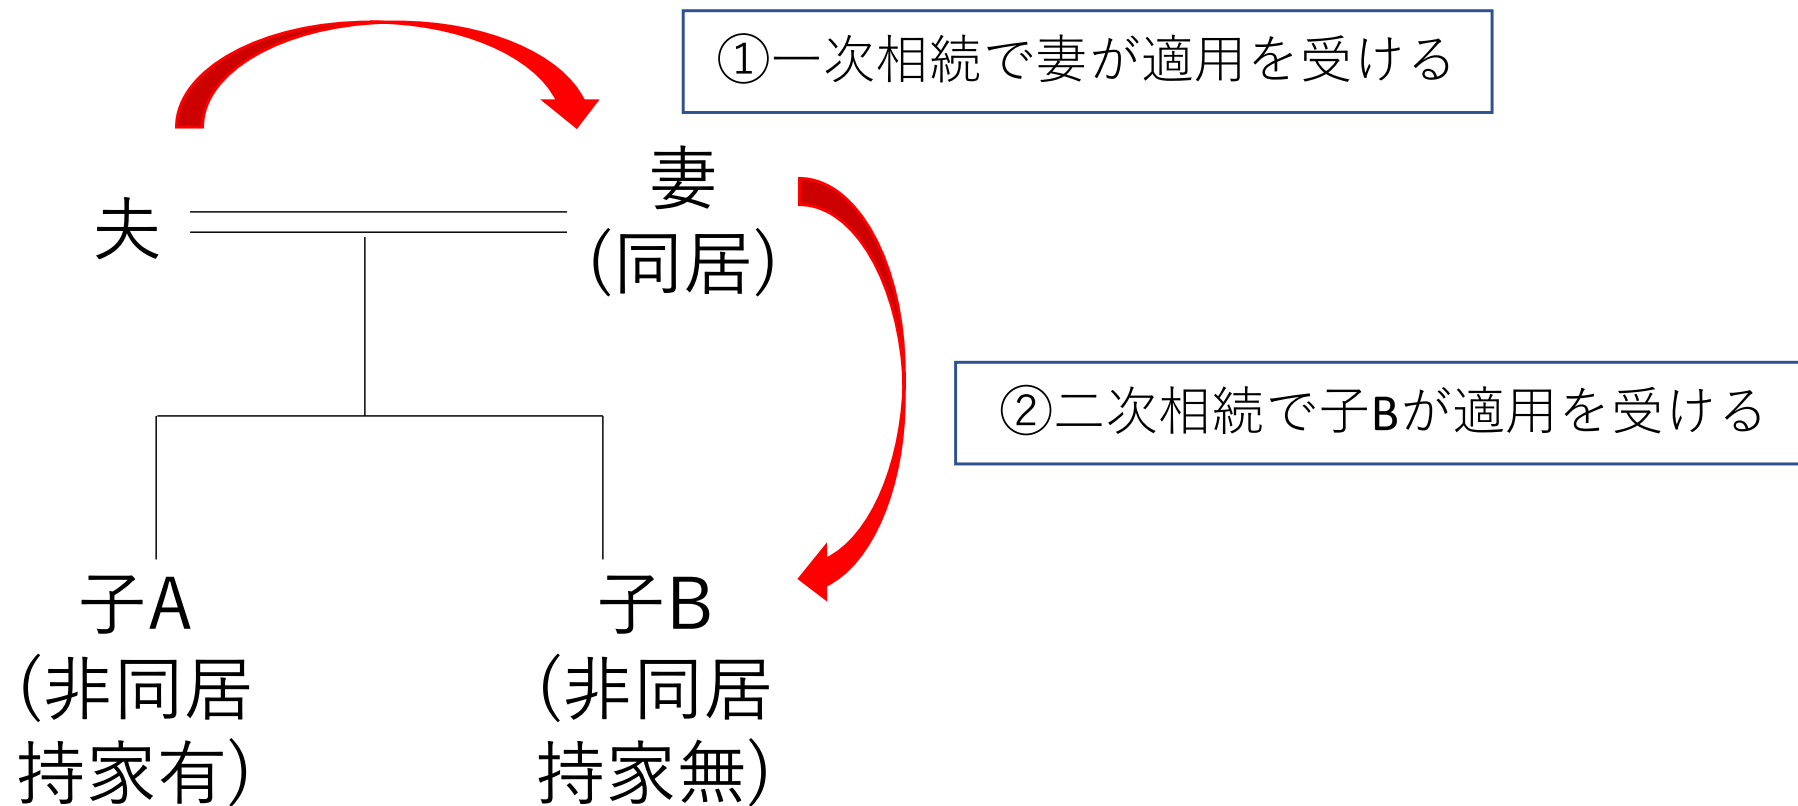 ①一次相続で妻が適用を受ける
夫
妻
(同居)
②二次相続で子Bが適用を受ける
子A
(非同居
持家有)
子B
(非同居
持家無)